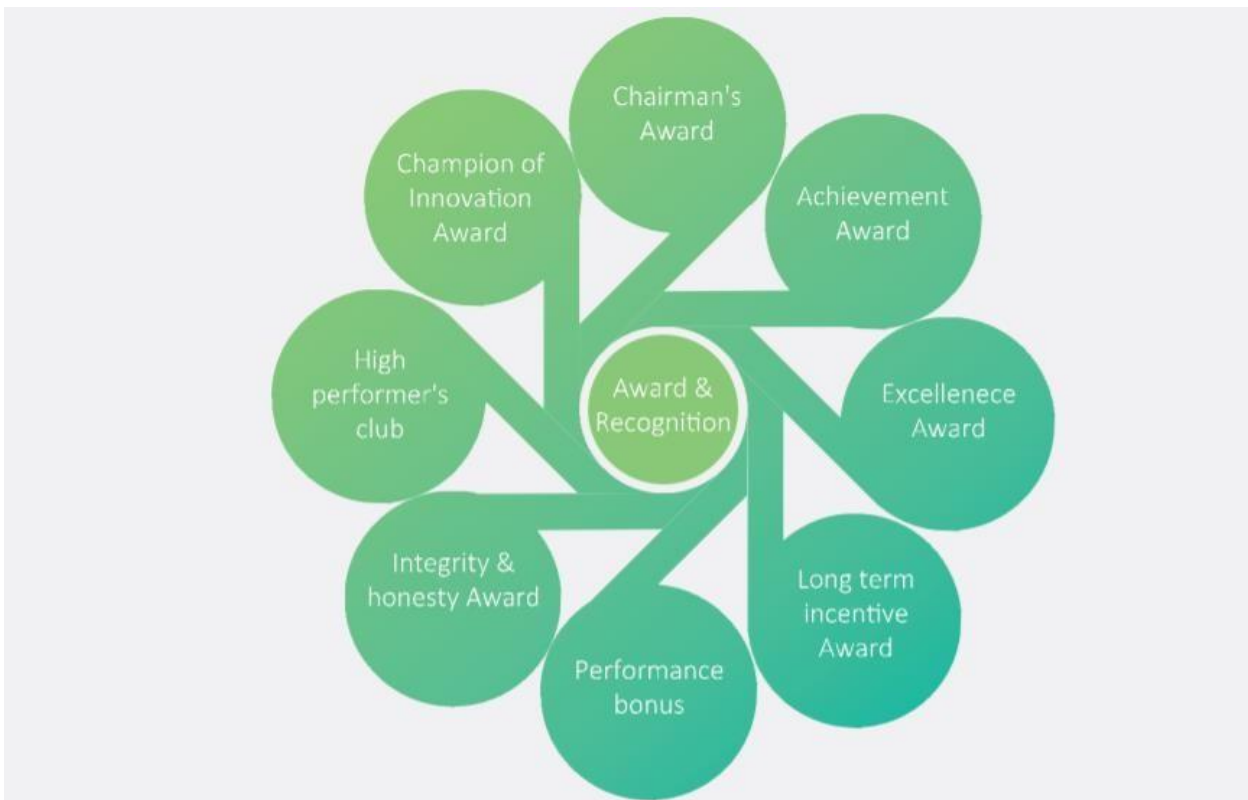 Chairman's
Award
Achievement
Award
Excellenece
Award
Long term
incentive
Award
Performance
bonus
Integrity &
honesty Award
High
performer's
club
Champion of
Innovation
Award
Award &
Recognition